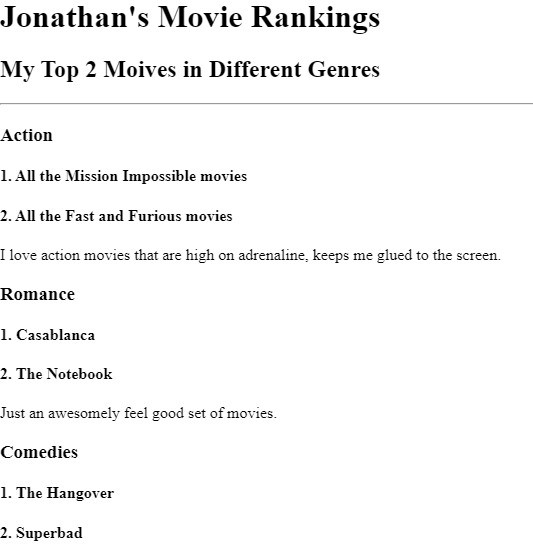 Jonathan's Movie Rankings
My Top 2 Moives in Different Genres
Action
1. All the Mission Impossible movies
2. All the Fast and Furious movies
I love action movies that are high on adrenaline, keeps me glued to the screen.
Romance
1. Casablanca
2. The Notebook
Just an awesomely feel good set of movies.
Comedies
1. The Hangover
2. Superbad